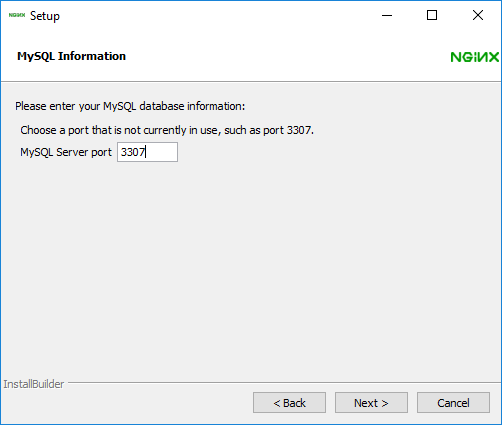 NGINX Setup
MySQL Information
NGINX
Please enter your MySQL database information:
Choose a port that is not currently in use, such as port 3307.
MySQL Server port 3307
InstallBuilder
< Back Next > Cancel